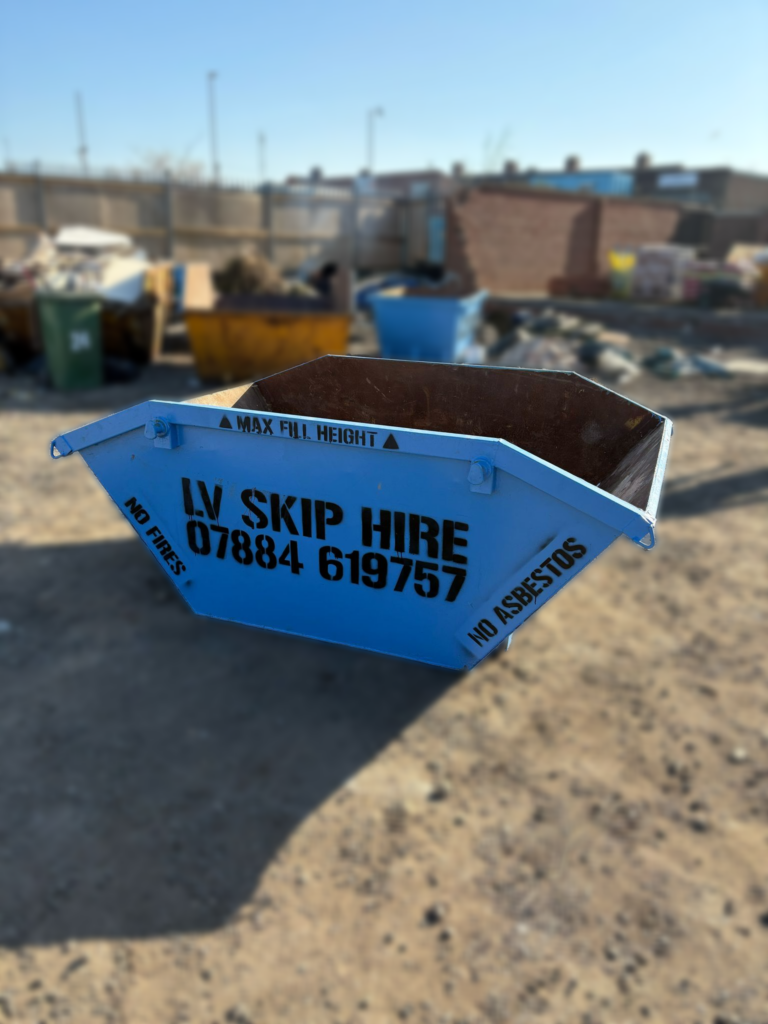 ▲MAX FILL HEIGHT▲
LV SKIP HIRE
07884 619757
NO FIRES
NO ASBESTOS